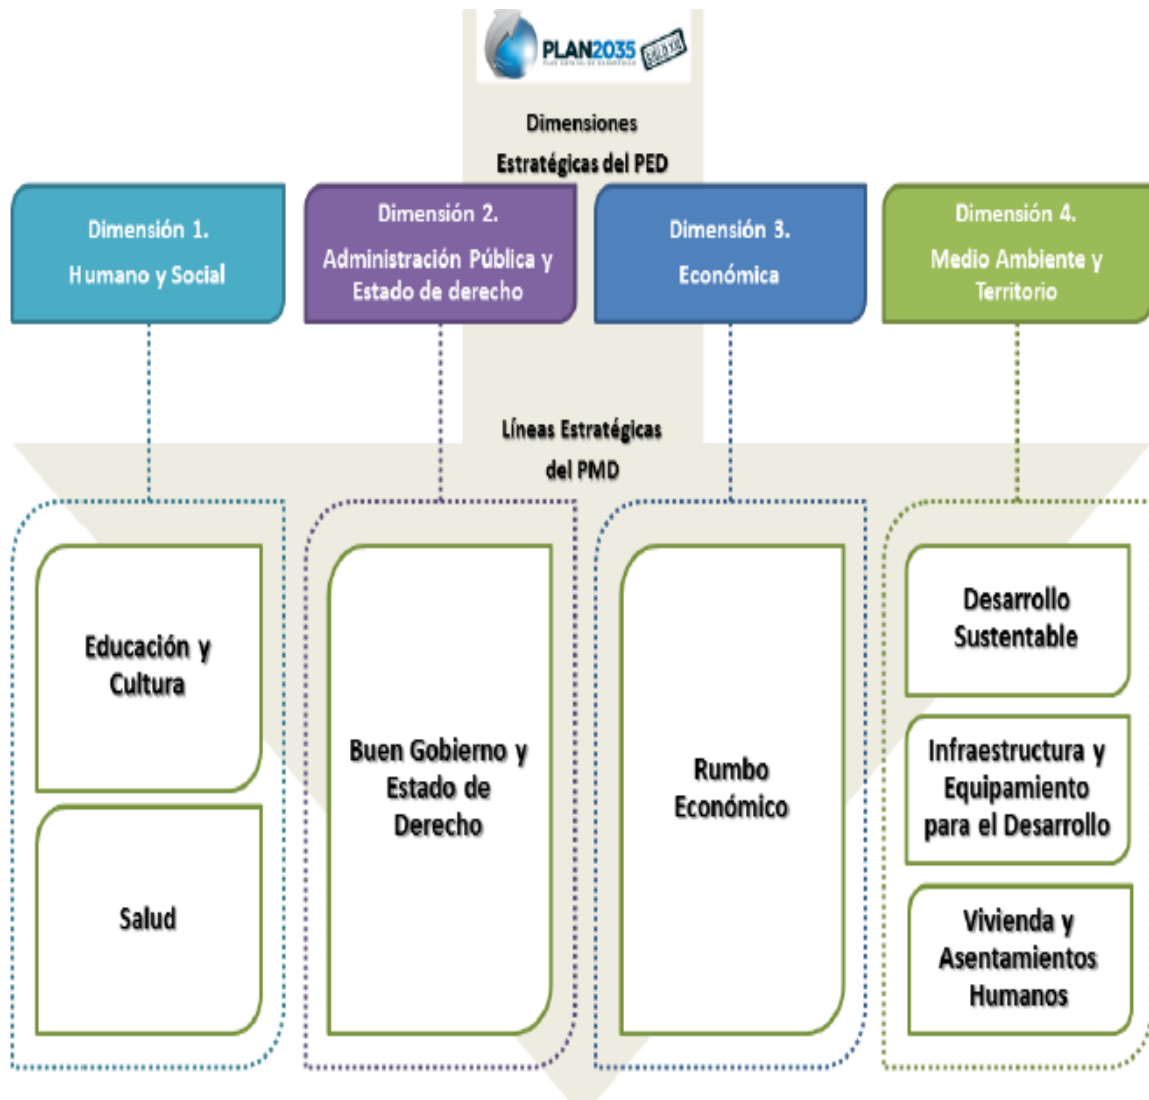 PLAN2035
Dimensiones
Estratégicas del PED
Dimensión 1.
Humano y Social
Dimensión 2.
Administración Pública y
Estado de derecho
Dimensión 3.
Económica
Dimensión 4.
Medio Ambiente y
Territorio
Líneas Estratégicas
del PMD
Educación y
Cultura
Salud
Buen Gobierno y
Estado de
Derecho
Rumbo
Económico
Desarrollo
Sustentable
Infraestructura y
Equipamiento
para el Desarrollo
Vivienda y
Asentamientos
Humanos